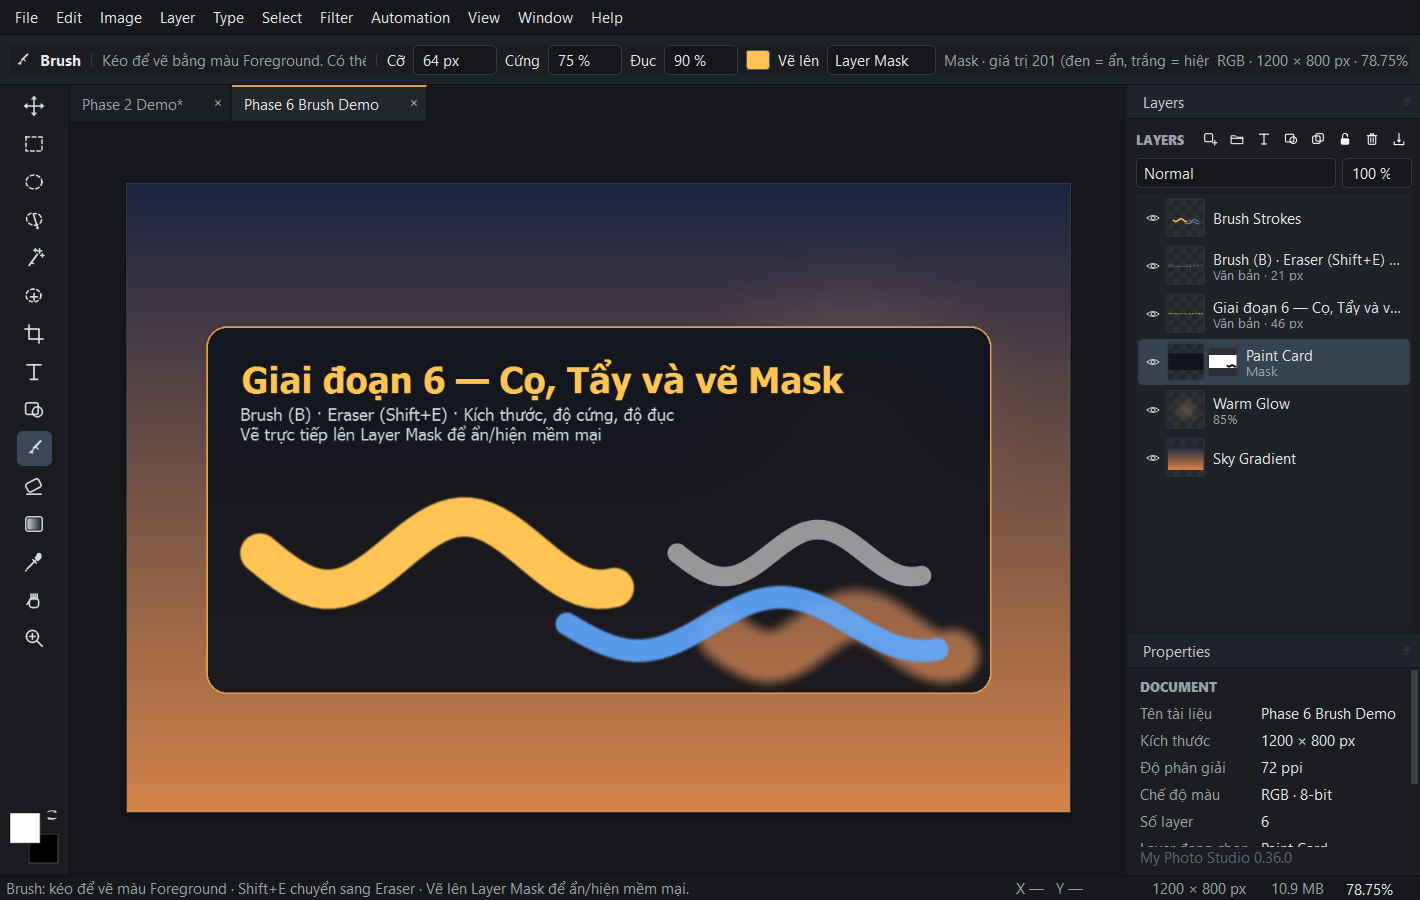 File Edit Image Layer Type Select Filter Automation View Window Help
Brush Kéo để vẽ bằng màu Foreground. Có thể Cỡ 64 px Cứng 75 % Đục 90 % Vẽ lên Layer Mask Mask · giá trị 201 (đen = ẩn, trắng = hiện RGB · 1200 × 800 px · 78.75%
Phase 2 Demo* × Phase 6 Brush Demo ×
Layers
LAYERS
Normal 100 %
Brush Strokes
Brush (B) · Eraser (Shift+E) ...
Văn bản · 21 px
Giai đoạn 6 — Cọ, Tẩy và v...
Văn bản · 46 px
Paint Card
Mask
Warm Glow
85%
Sky Gradient
Giai đoạn 6 — Cọ, Tẩy và vẽ Mask
Brush (B) · Eraser (Shift+E) · Kích thước, độ cứng, độ đục
Vẽ trực tiếp lên Layer Mask để ẩn/hiện mềm mại
Properties
DOCUMENT
Tên tài liệu Phase 6 Brush Demo
Kích thước 1200 × 800 px
Độ phân giải 72 ppi
Chế độ màu RGB · 8-bit
Số layer 6
My Photo Studio 0.36.0
Brush: kéo để vẽ màu Foreground · Shift+E chuyển sang Eraser · Vẽ lên Layer Mask để ẩn/hiện mềm mại. X — Y — 1200 × 800 px 10.9 MB 78.75%